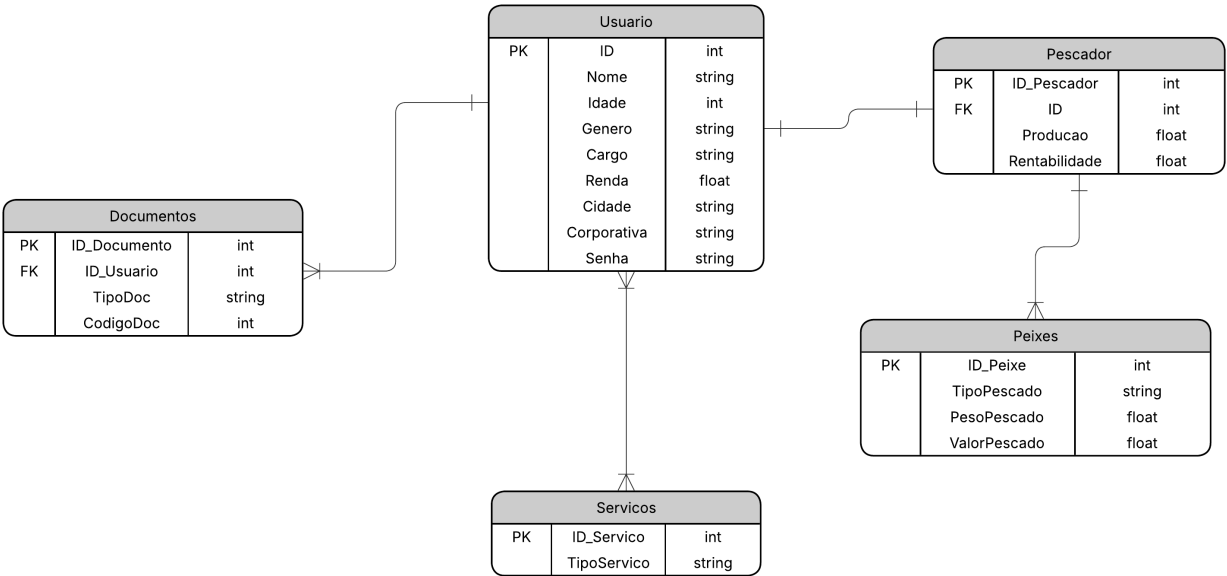 Usuario
PK ID int
Nome string
Idade int
Genero string
Cargo string
Renda float
Cidade string
Corporativa string
Senha string
Pescador
PK ID_Pescador int
FK ID int
Producao float
Rentabilidade float
Documentos
PK ID_Documento int
FK ID_Usuario int
TipoDoc string
CodigoDoc int
Peixes
PK ID_Peixe int
TipoPescado string
PesoPescado float
ValorPescado float
Servicos
PK ID_Servico int
TipoServico string